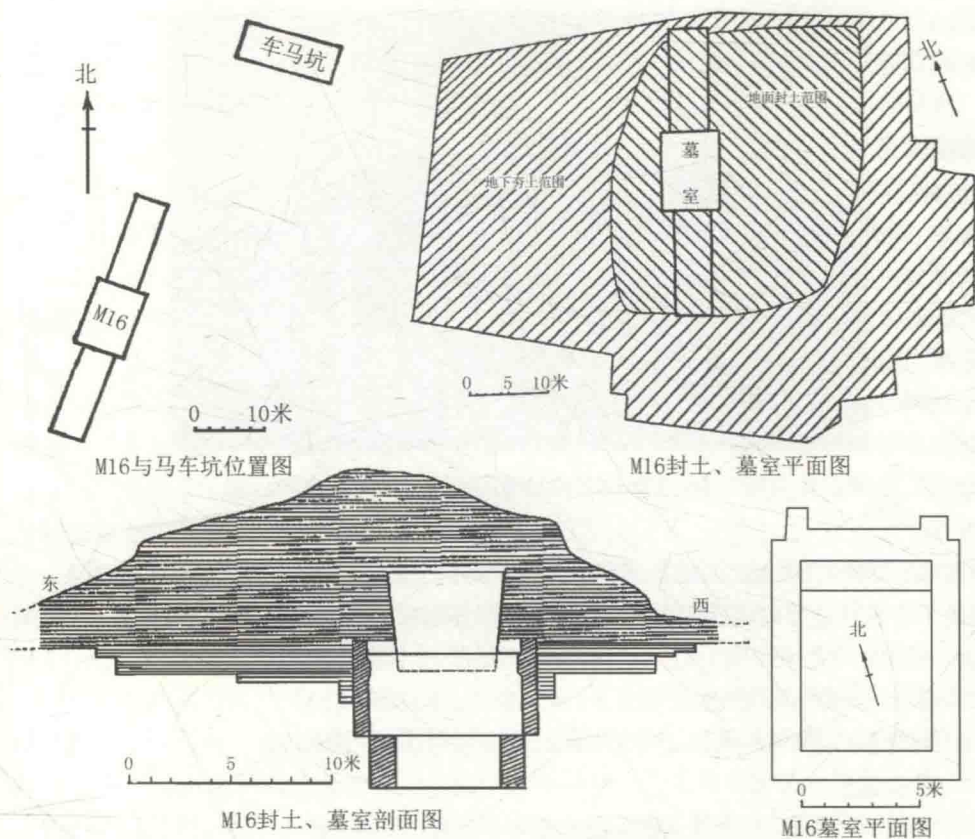 车马坑
北
M16
0 10米
M16与马车坑位置图
地面封土范围
北
墓
室
地下夯土范围
0 5 10米
M16封土、墓室平面图
东
西
0 5 10米
M16封土、墓室剖面图
北
0 5米
M16墓室平面图